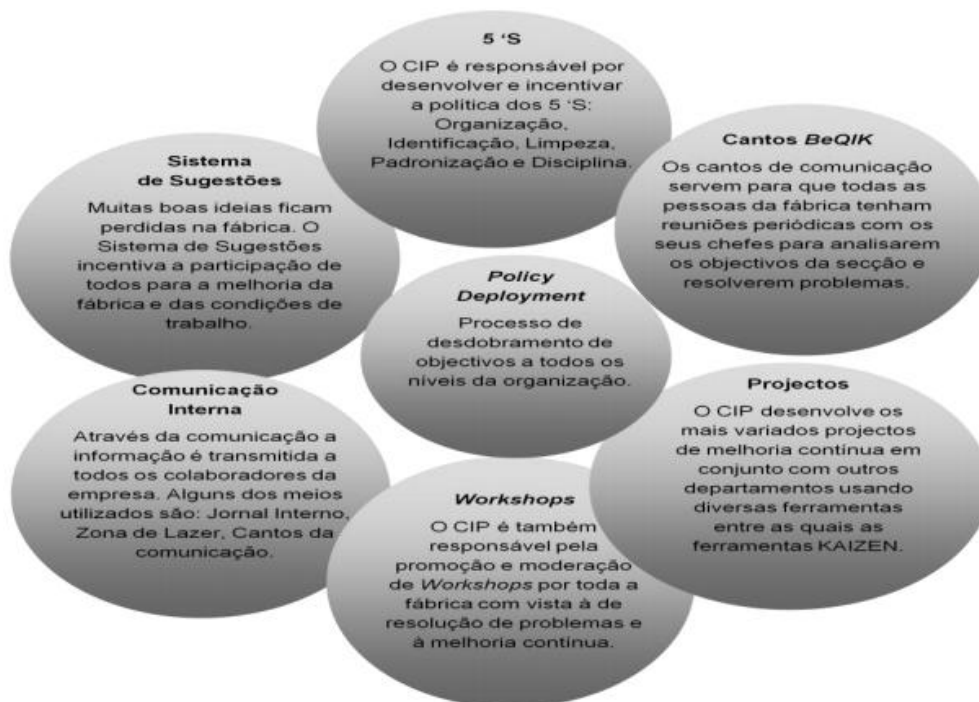 5 ‘S
O CIP é responsável por
desenvolver e incentivar
a política dos 5 ‘S:
Organização,
Identificação, Limpeza,
Padronização e Disciplina.
Cantos BeQIK
Os cantos de comunicação
servem para que todas as
pessoas da fábrica tenham
reuniões periódicas com os
seus chefes para analisarem
os objectivos da secção e
resolverem problemas.
Sistema
de Sugestões
Muitas boas ideias ficam
perdidas na fábrica. O
Sistema de Sugestões
incentiva a participação de
todos para a melhoria da
fábrica e das condições de
trabalho.
Policy
Deployment
Processo de
desdobramento de
objectivos a todos os
níveis da organização.
Comunicação
Interna
Através da comunicação a
informação é transmitida a
todos os colaboradores da
empresa. Alguns dos meios
utilizados são: Jornal Interno,
Zona de Lazer, Cantos da
comunicação.
Projectos
O CIP desenvolve os
mais variados projectos
de melhoria contínua em
conjunto com outros
departamentos usando
diversas ferramentas
entre as quais as
ferramentas KAIZEN.
Workshops
O CIP é também
responsável pela
promoção e moderação
de Workshops por toda a
fábrica com vista à de
resolução de problemas e
à melhoria contínua.